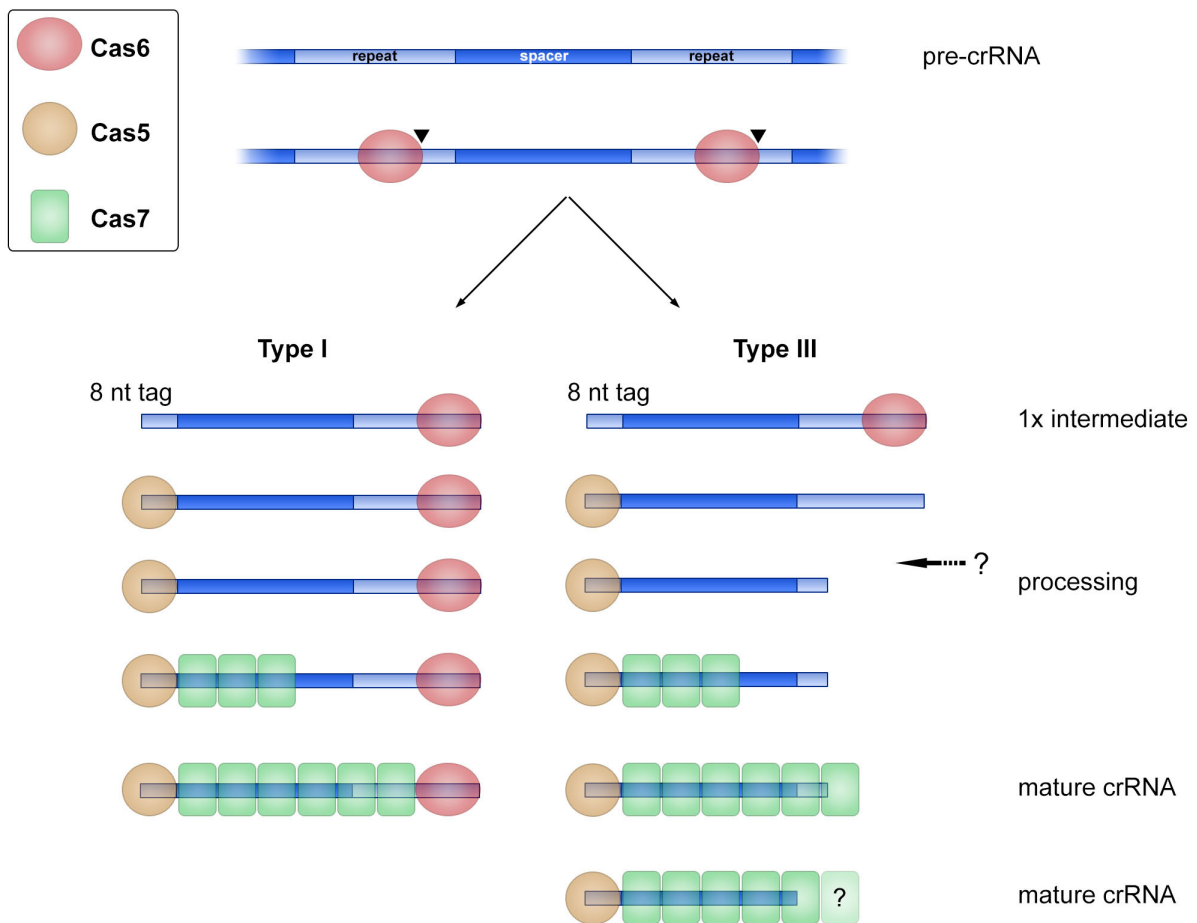 Cas6
Cas5
Cas7
repeat spacer repeat pre-crRNA
Type I Type III
8 nt tag 8 nt tag
1x intermediate
?
processing
mature crRNA
?
mature crRNA